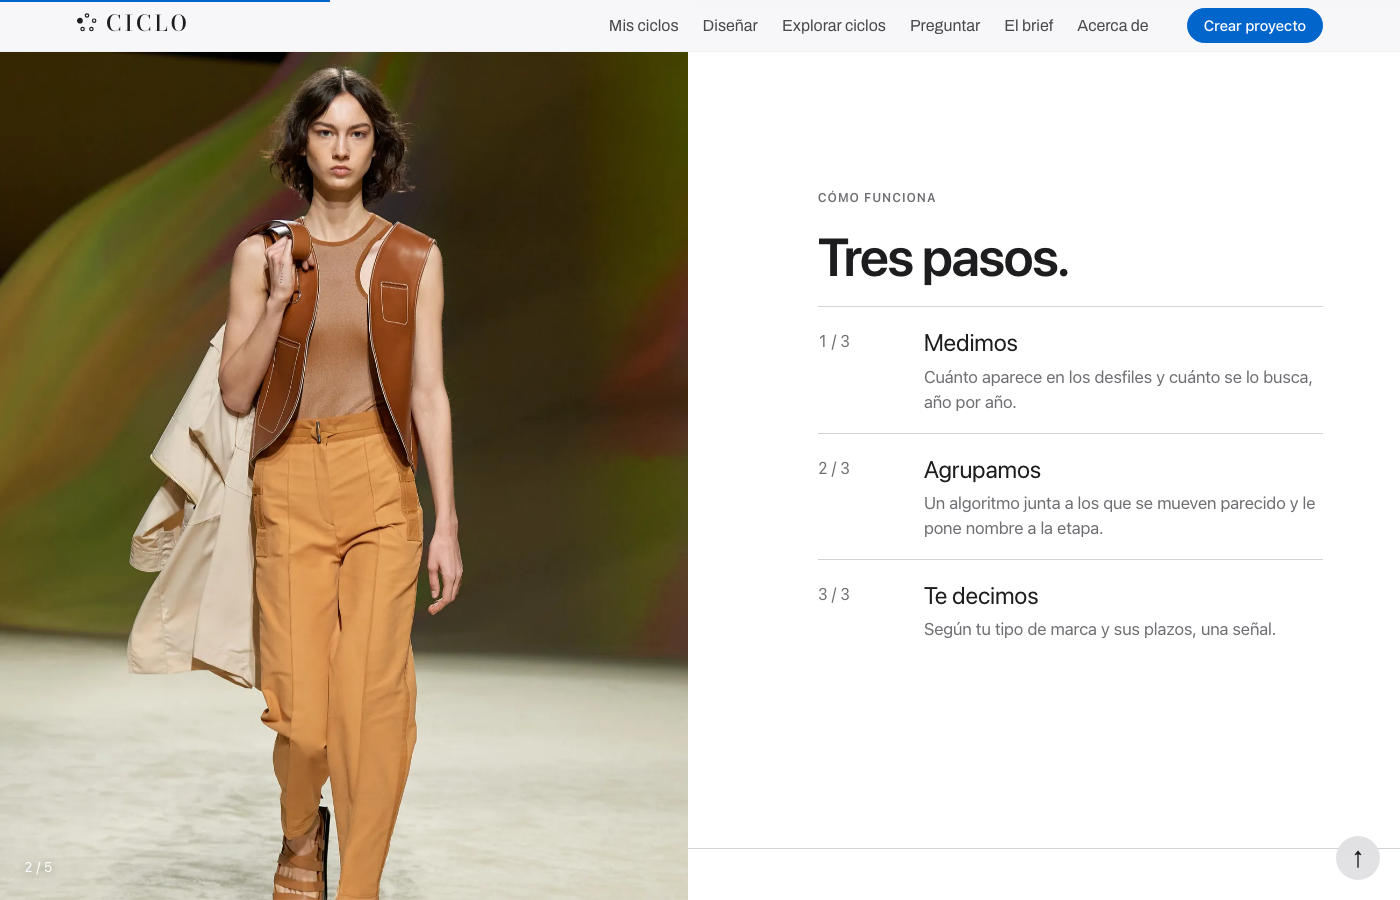 CICLO
Mis ciclos
Diseñar
Explorar ciclos
Preguntar
El brief
Acerca de
Crear proyecto
CÓMO FUNCIONA
Tres pasos.
1 / 3
Medimos
Cuánto aparece en los desfiles y cuánto se lo busca,
año por año.
2 / 3
Agrupamos
Un algoritmo junta a los que se mueven parecido y le
pone nombre a la etapa.
3 / 3
Te decimos
Según tu tipo de marca y sus plazos, una señal.
2 / 5